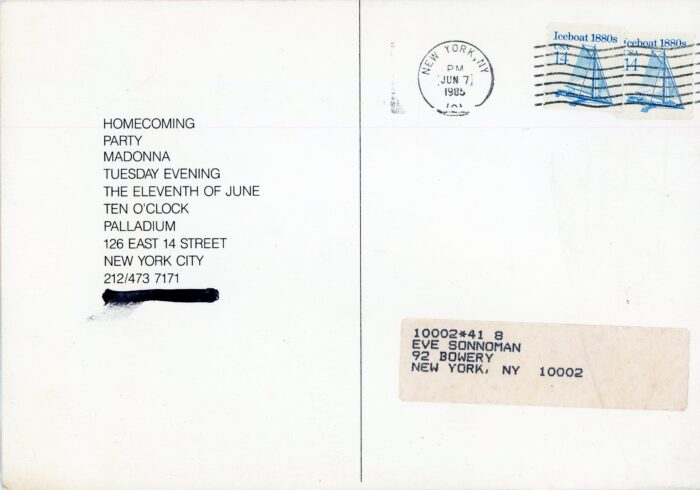 HOMECOMING
PARTY
MADONNA
TUESDAY EVENING
THE ELEVENTH OF JUNE
TEN O'CLOCK
PALLADIUM
126 EAST 14 STREET
NEW YORK CITY
212/473 7171
NEW YORK, NY
PM
JUN 7
1985
Iceboat 1880s
USA
14
Iceboat 1880s
USA
14
10002*41 8
EVE SONNOMAN
92 BOWERY
NEW YORK, NY 10002